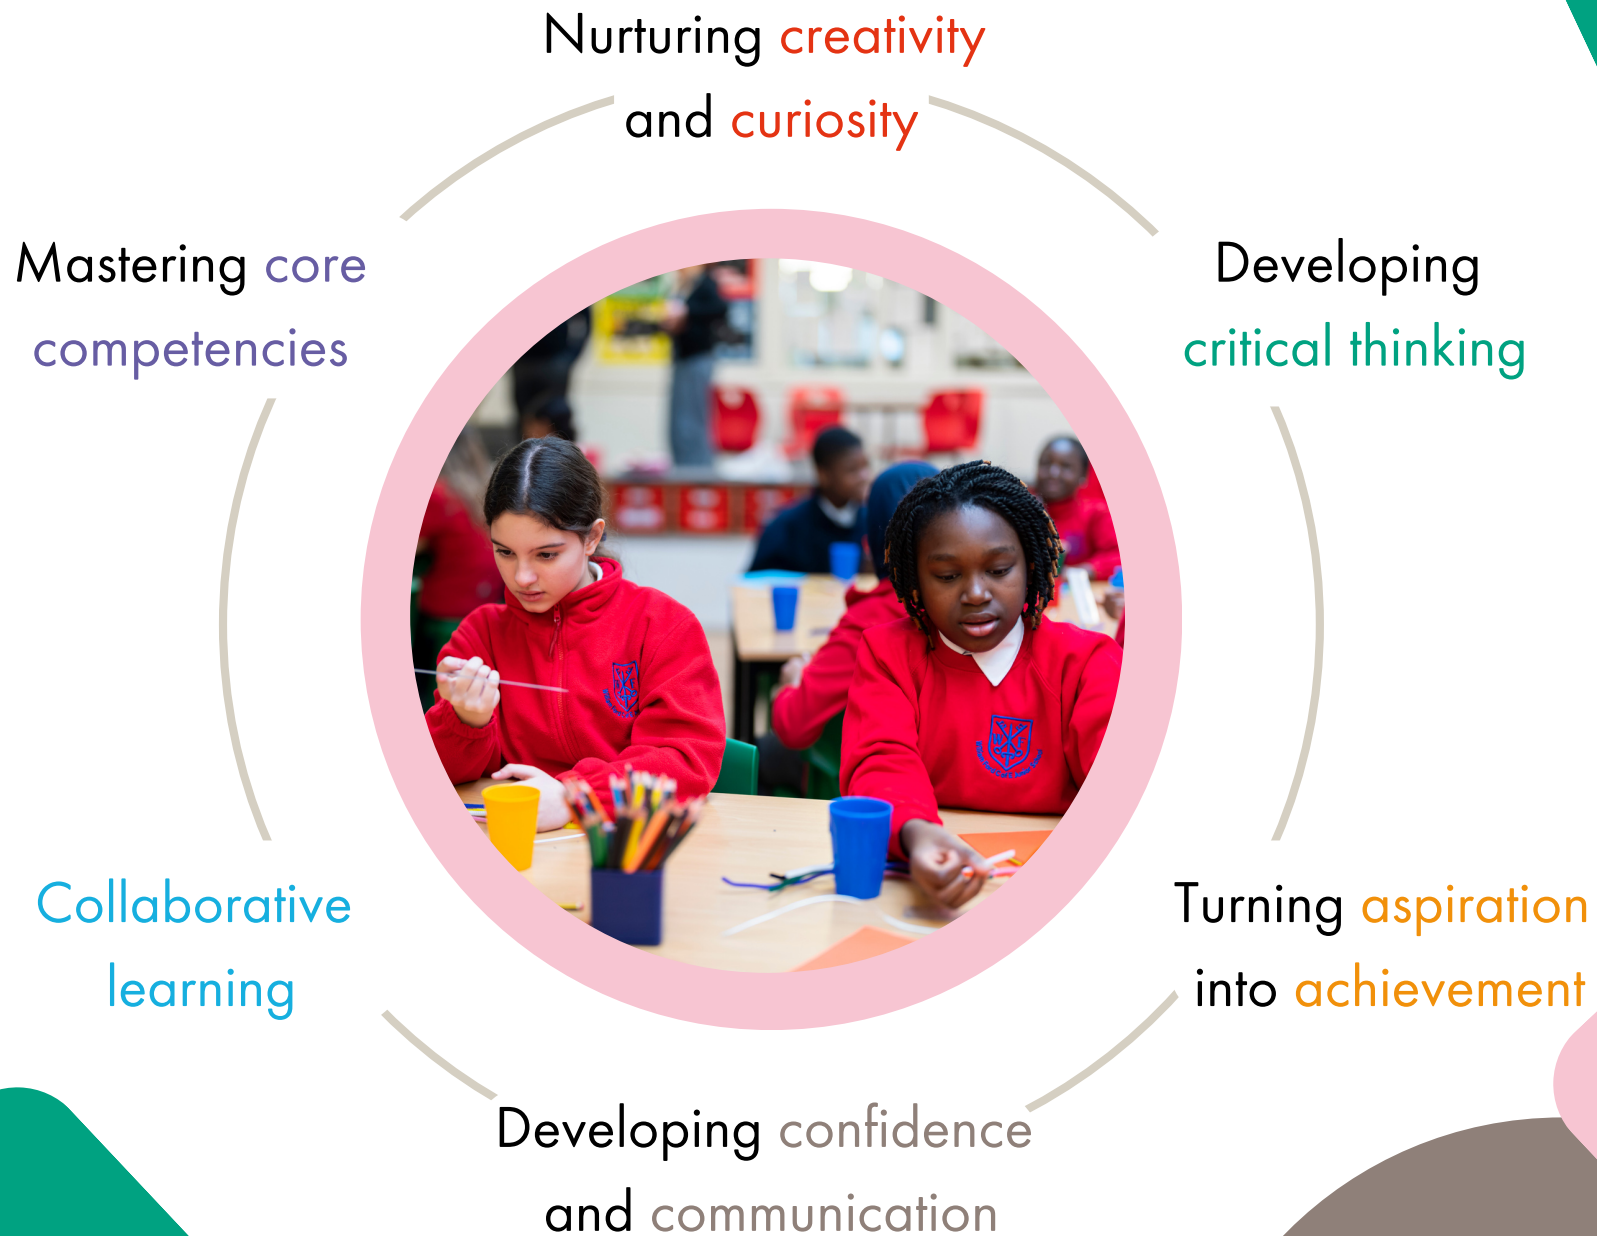 Nurturing creativity
and curiosity
Developing
critical thinking
Turning aspiration
into achievement
Developing confidence
and communication
Collaborative
learning
Mastering core
competencies